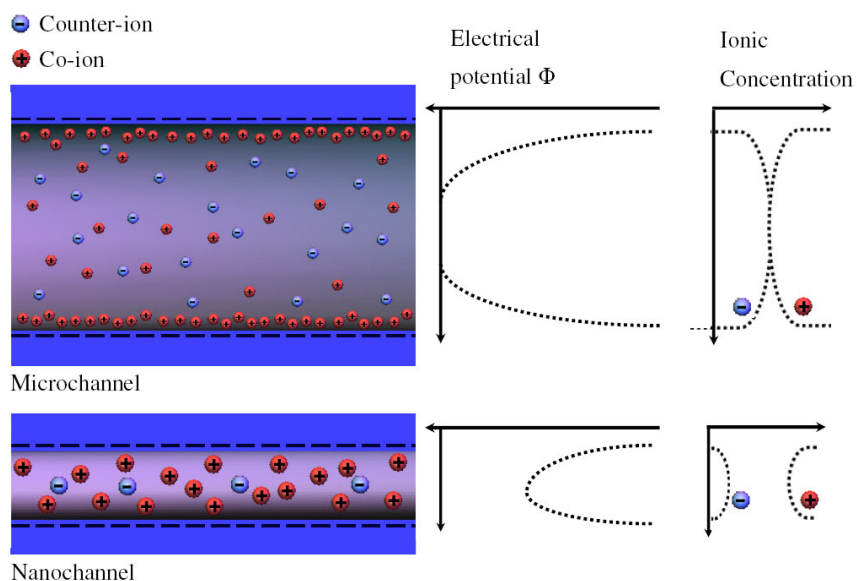 Counter-ion
Co-ion
Electrical
potential Φ
Ionic
Concentration
Microchannel
Nanochannel